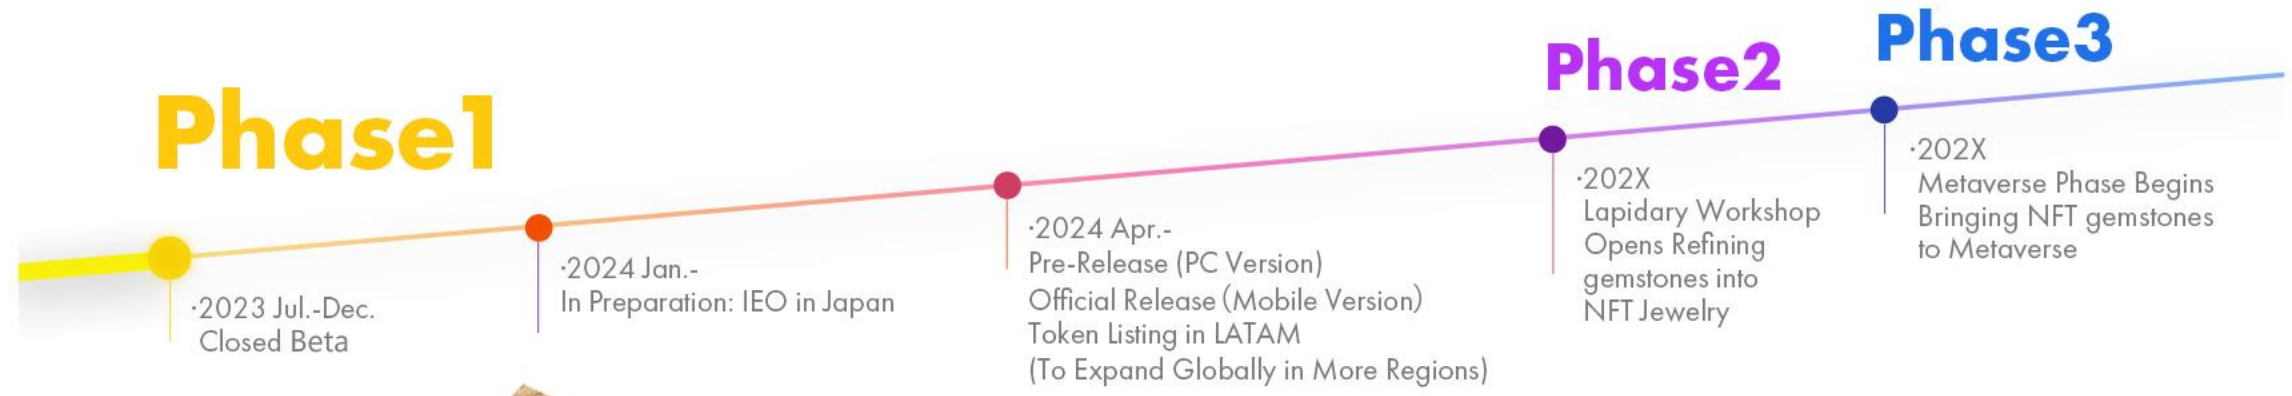 Phase1
·2023 Jul.-Dec.
Closed Beta
·2024 Jan.-
In Preparation: IEO in Japan
·2024 Apr.-
Pre-Release (PC Version)
Official Release (Mobile Version)
Token Listing in LATAM
(To Expand Globally in More Regions)
Phase2
·202X
Lapidary Workshop
Opens Refining
gemstones into
NFT Jewelry
Phase3
·202X
Metaverse Phase Begins
Bringing NFT gemstones
to Metaverse